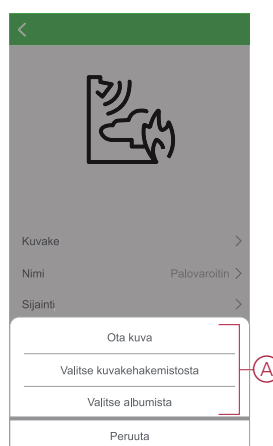 Kuvake
Nimi Palovaroitin
Sijainti
Ota kuva
Valitse kuvakehakemistosta
Valitse albumista
Peruuta
A